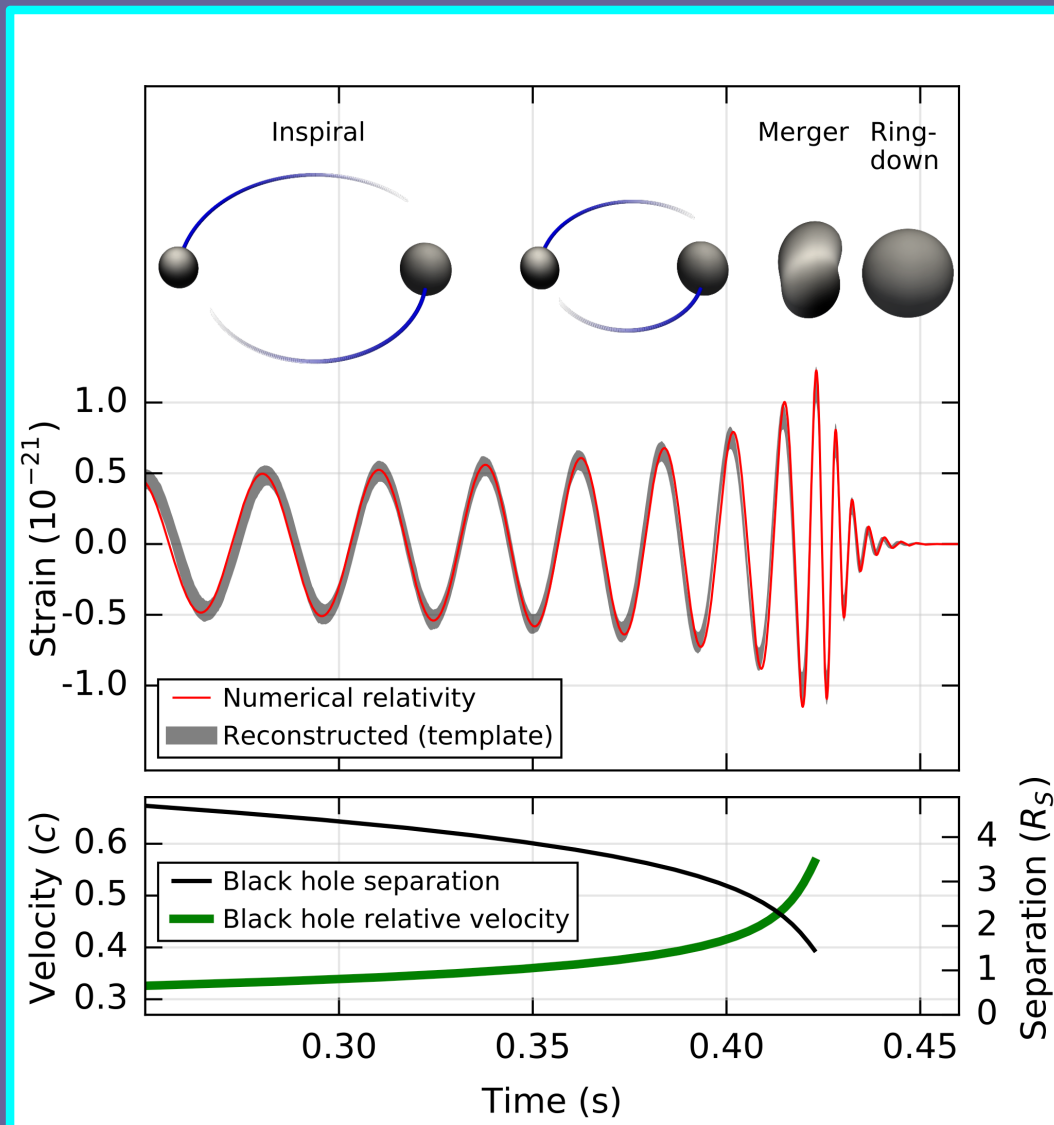 Inspiral
Merger
Ring-
down
1.0
0.5
0.0
-0.5
-1.0
Strain (10⁻²¹)
Numerical relativity
Reconstructed (template)
0.6
0.5
0.4
0.3
Velocity (c)
Black hole separation
Black hole relative velocity
4
3
2
1
0
Separation (R_S)
0.30
0.35
0.40
0.45
Time (s)